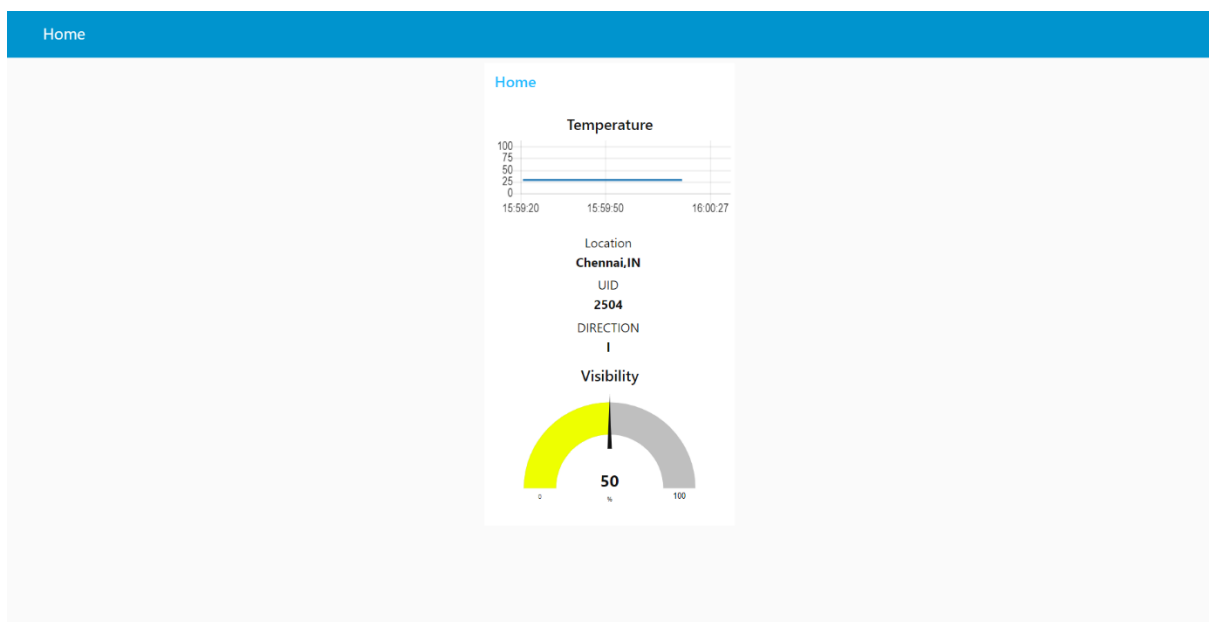 Home
Home
Temperature
100
75
50
25
0
15:59:20 15:59:50 16:00:27
Location
Chennai,IN
UID
2504
DIRECTION
l
Visibility
50
0 % 100